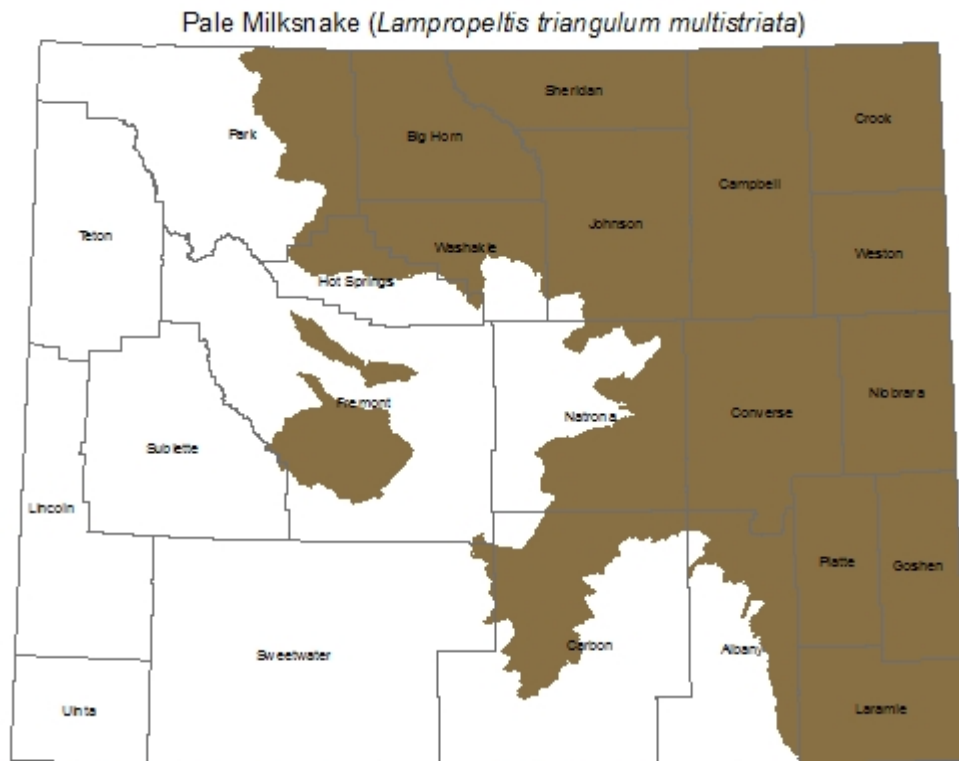 Pale Milksnake (Lampropeltis triangulum multistriata)
Sheridan
Crook
Park
Big Horn
Campbell
Johnson
Teton
Washakie
Weston
Hot Springs
Fremont
Niobrara
Natrona
Converse
Sublette
Lincoln
Platte
Goshen
Carbon
Albany
Sweetwater
Uinta
Laramie